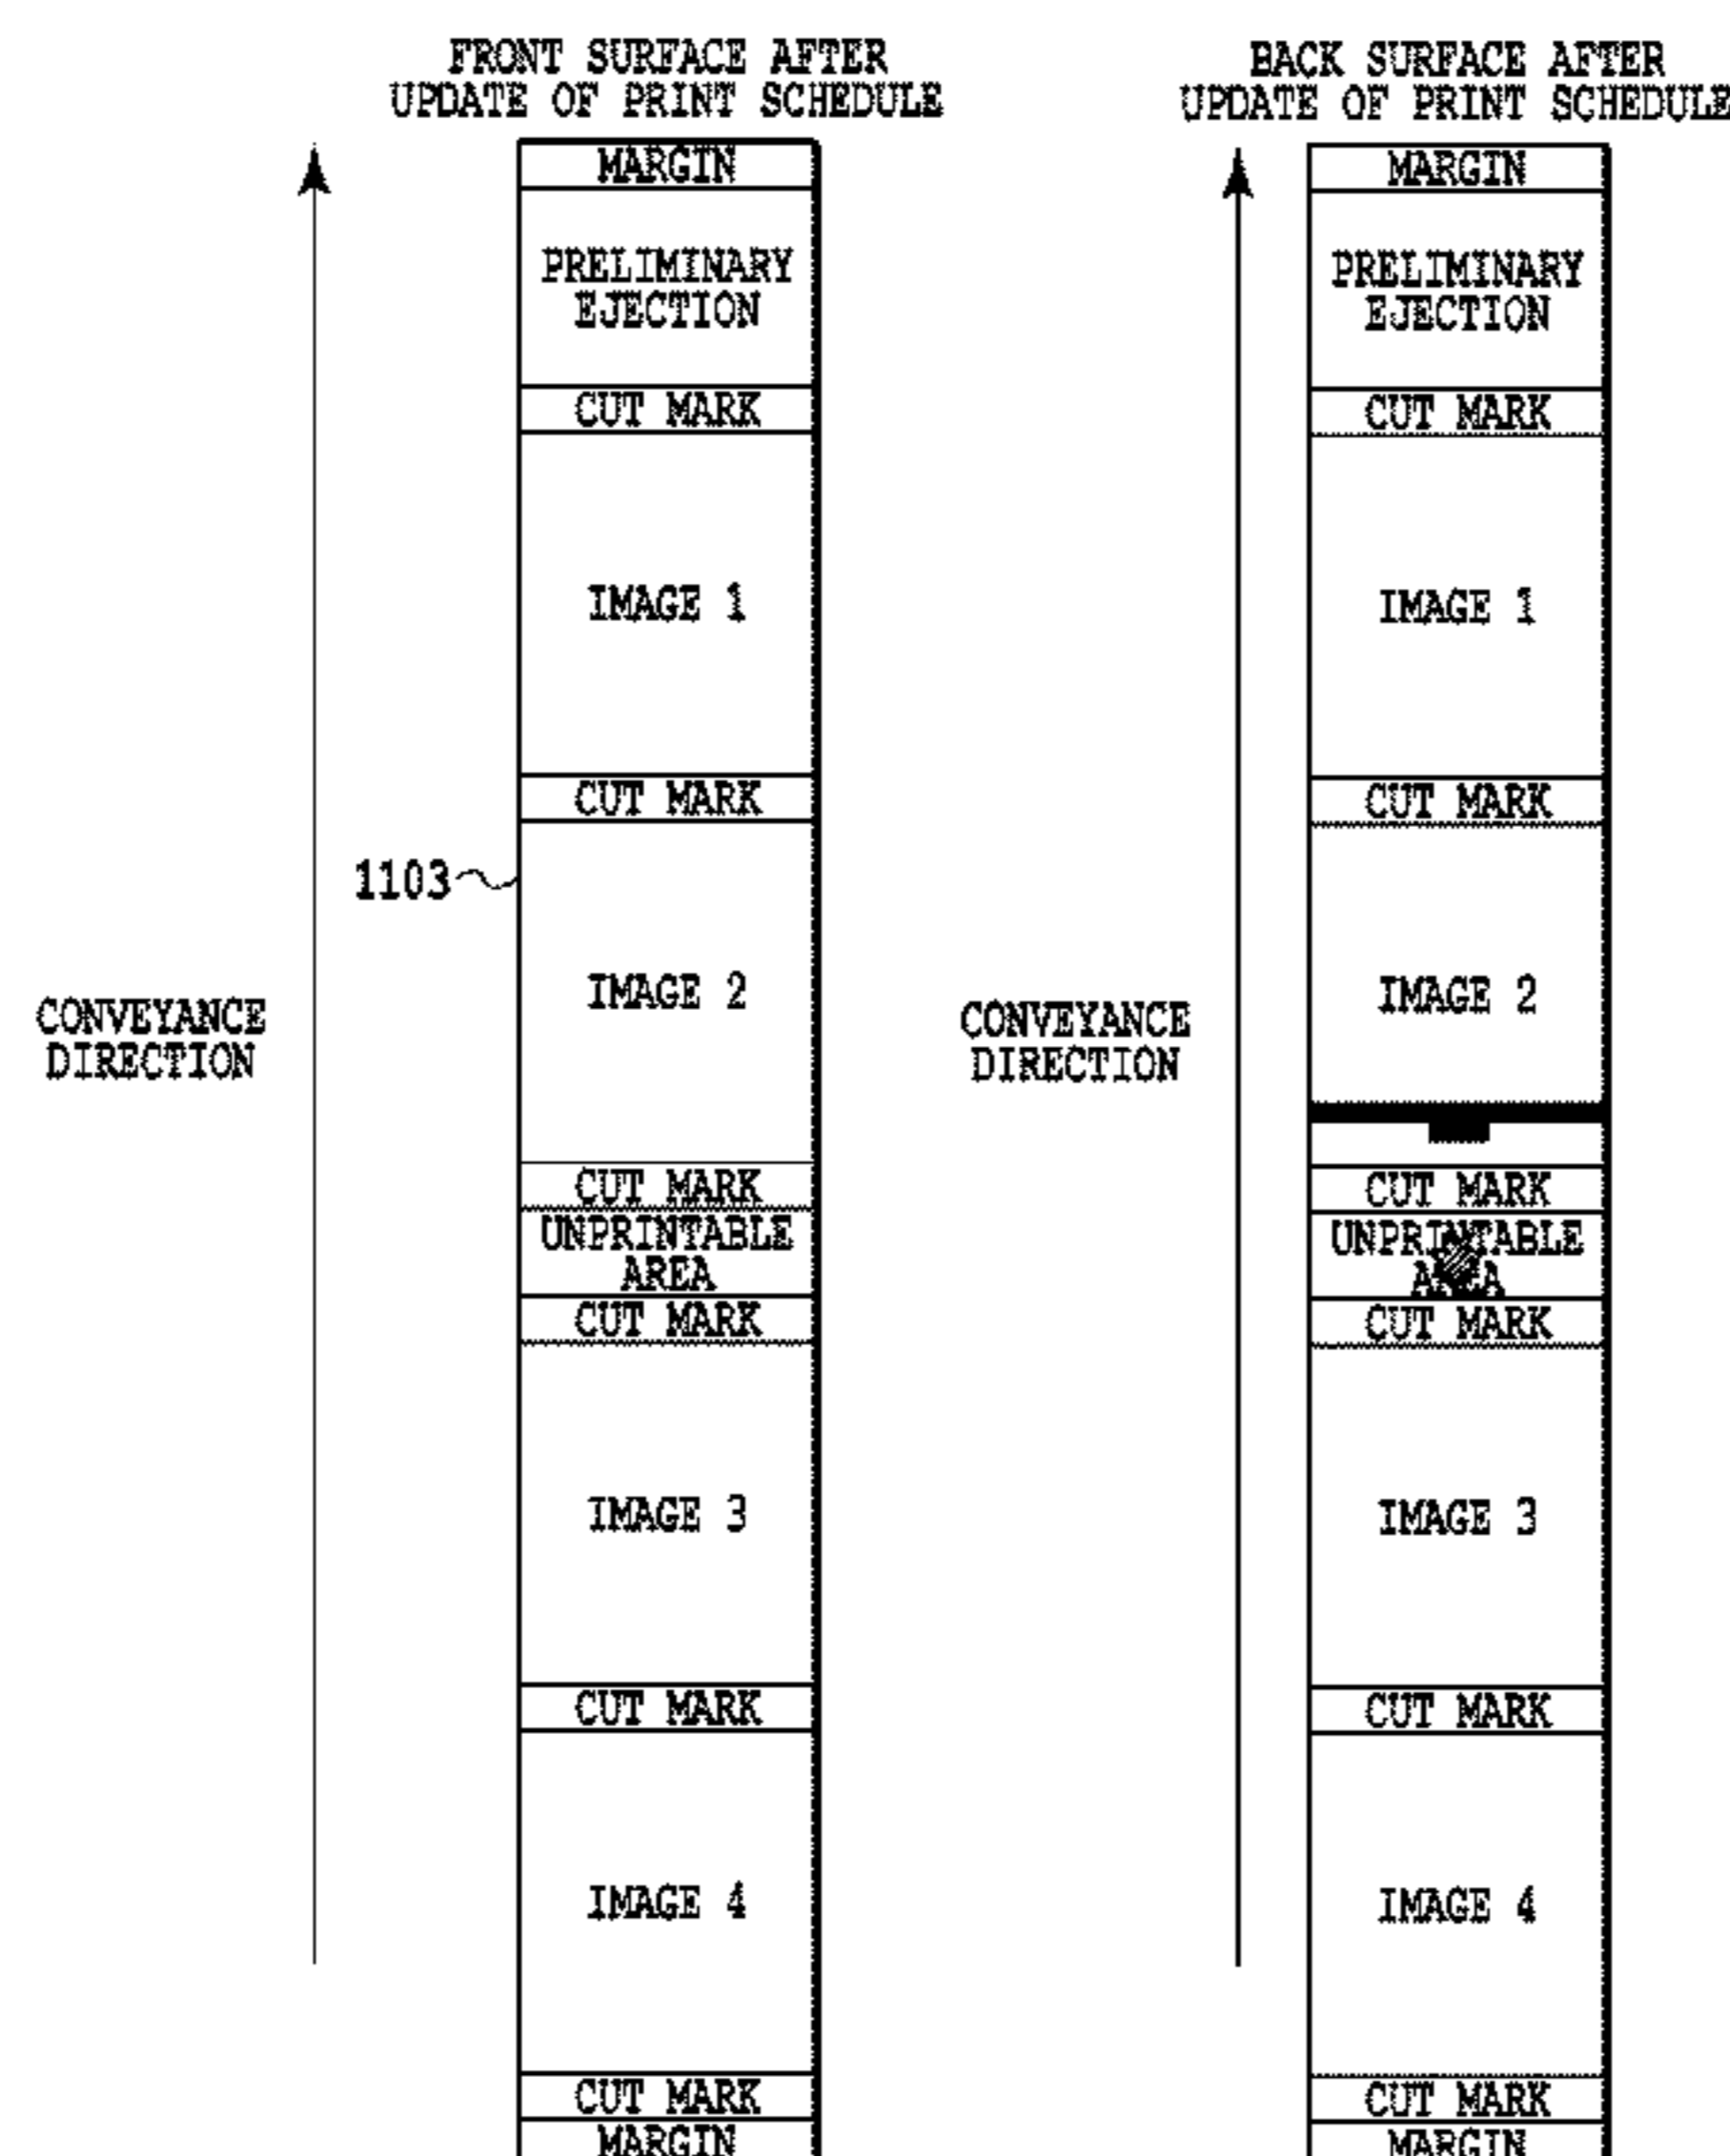 FRONT SURFACE AFTER
UPDATE OF PRINT SCHEDULE
MARGIN
PRELIMINARY
EJECTION
CUT MARK
IMAGE 1
CUT MARK
1103
IMAGE 2
CONVEYANCE
DIRECTION
CUT MARK
UNPRINTABLE
AREA
CUT MARK
IMAGE 3
CUT MARK
IMAGE 4
CUT MARK
MARGIN
BACK SURFACE AFTER
UPDATE OF PRINT SCHEDULE
MARGIN
PRELIMINARY
EJECTION
CUT MARK
IMAGE 1
CUT MARK
IMAGE 2
CONVEYANCE
DIRECTION
CUT MARK
UNPRINTABLE
AREA
CUT MARK
IMAGE 3
CUT MARK
IMAGE 4
CUT MARK
MARGIN